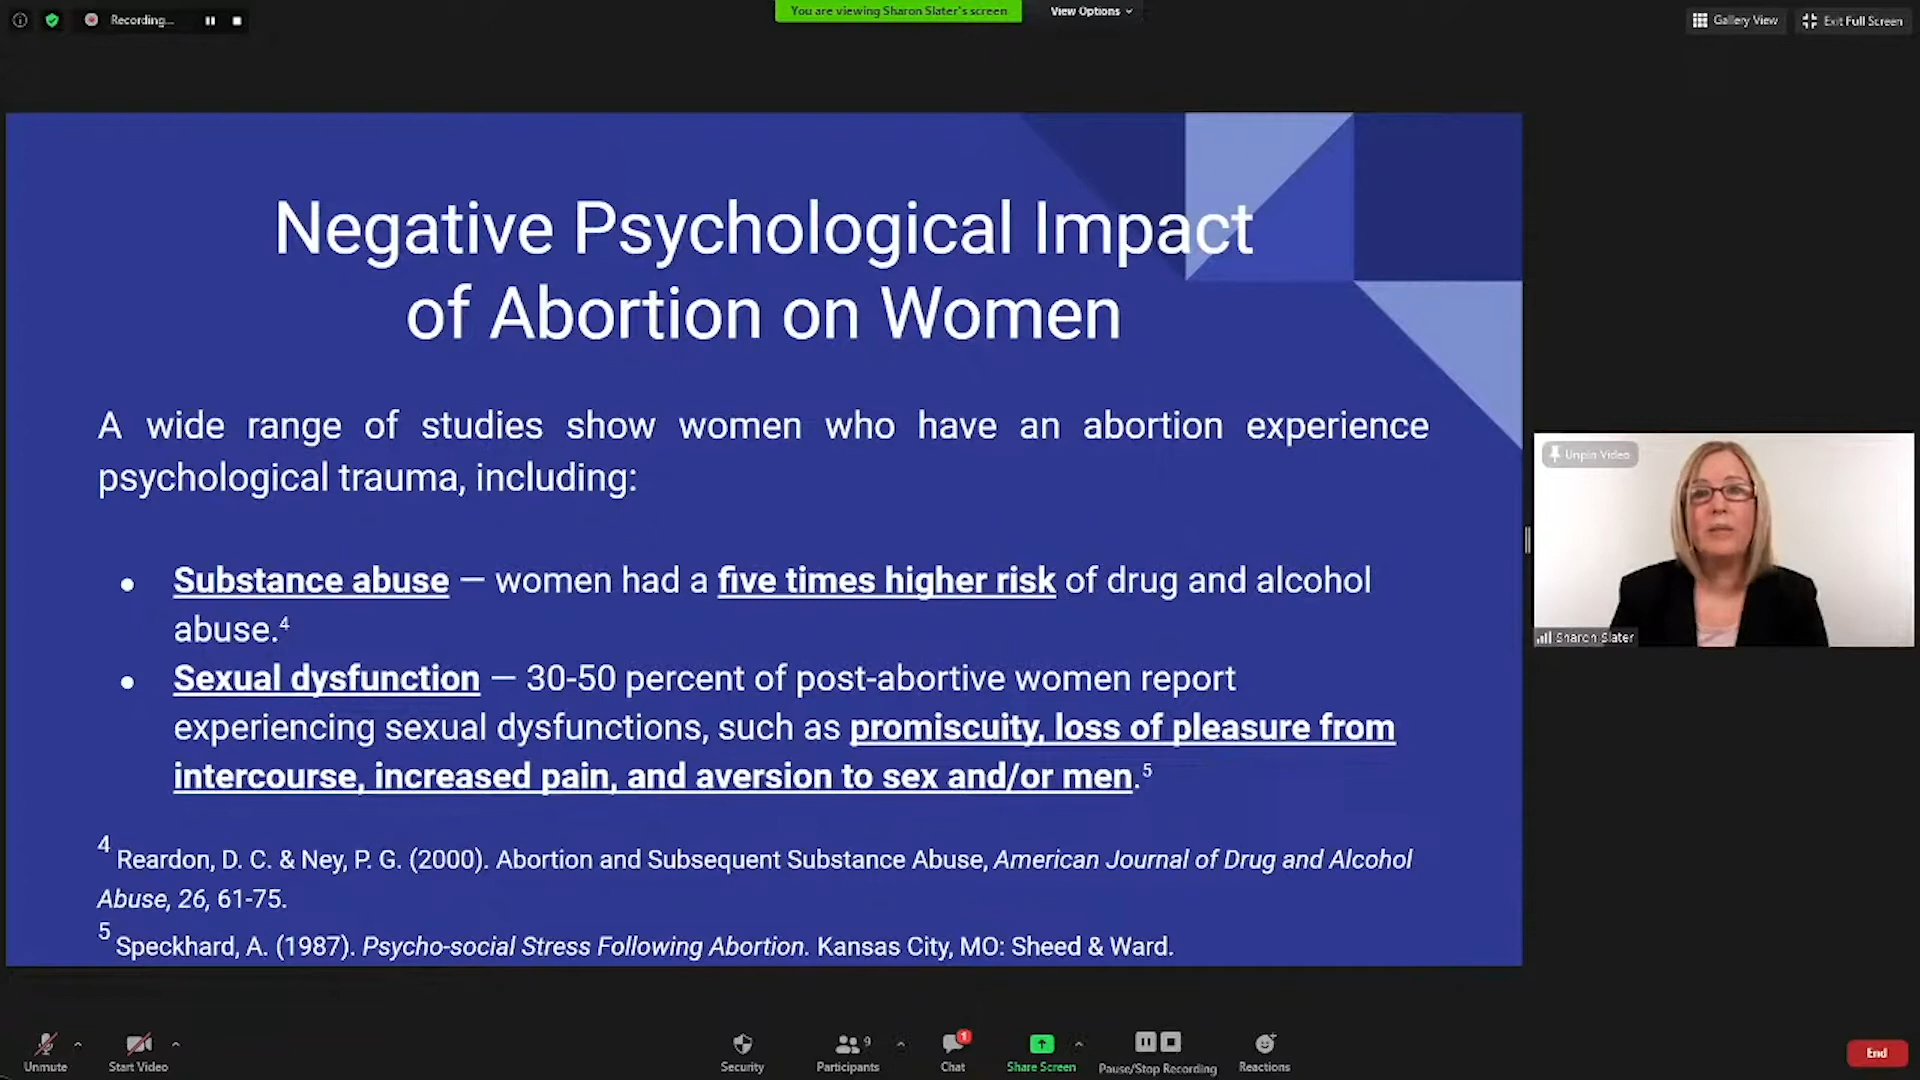 Recording...
You are viewing Sharon Slater's screen
View Options
Gallery View
Exit Full Screen
Negative Psychological Impact
of Abortion on Women
A wide range of studies show women who have an abortion experience
psychological trauma, including:
● Substance abuse — women had a five times higher risk of drug and alcohol
abuse.4
● Sexual dysfunction — 30-50 percent of post-abortive women report
experiencing sexual dysfunctions, such as promiscuity, loss of pleasure from
intercourse, increased pain, and aversion to sex and/or men.5
4 Reardon, D. C. & Ney, P. G. (2000). Abortion and Subsequent Substance Abuse, American Journal of Drug and Alcohol
Abuse, 26, 61-75.
5 Speckhard, A. (1987). Psycho-social Stress Following Abortion. Kansas City, MO: Sheed & Ward.
Unpin Video
Sharon Slater
Unmute
Start Video
Security
Participants
9
Chat
1
Share Screen
Pause/Stop Recording
Reactions
End